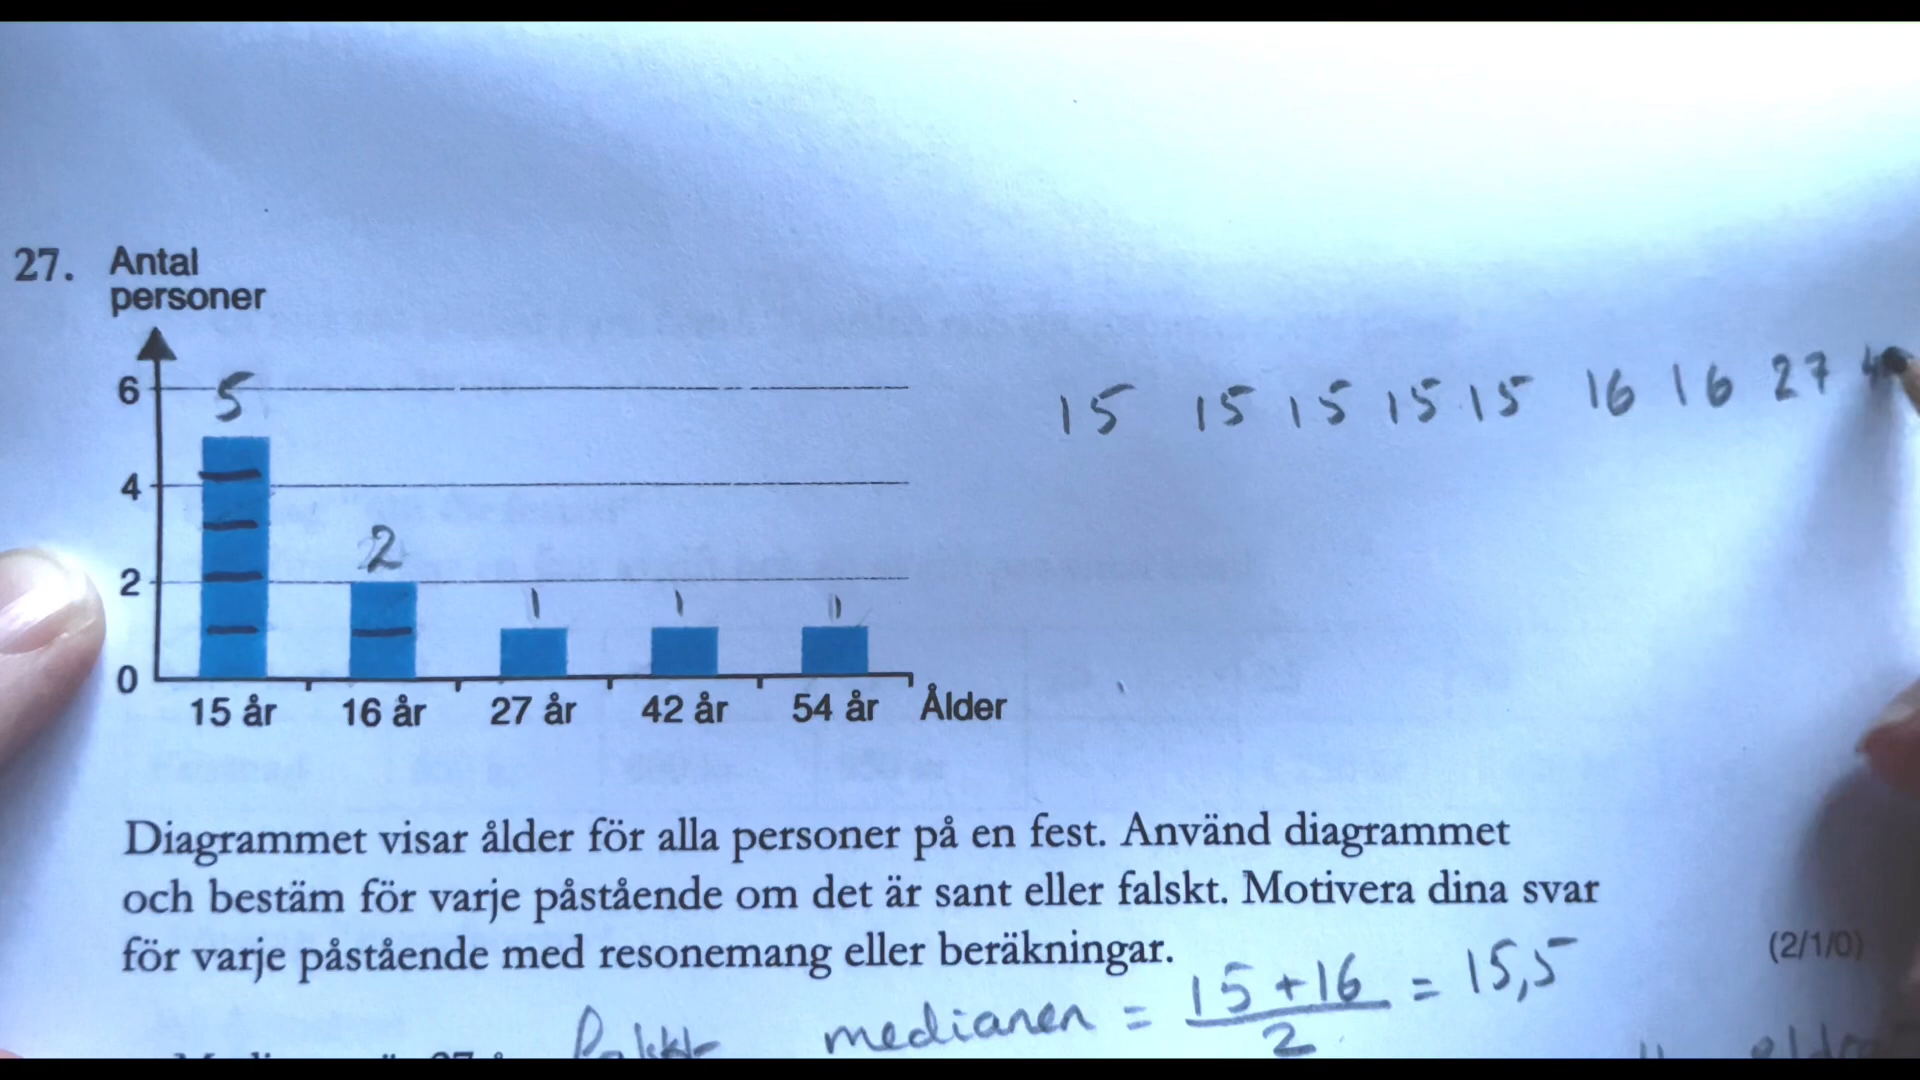 27. Antal
personer
15 15 15 15 15 16 16 27
6
5
4
2
2
1 1 1
0
15 år 16 år 27 år 42 år 54 år Ålder
Diagrammet visar ålder för alla personer på en fest. Använd diagrammet
och bestäm för varje påstående om det är sant eller falskt. Motivera dina svar
för varje påstående med resonemang eller beräkningar.
(2/1/0)
medianen = 15+16 / 2 = 15,5